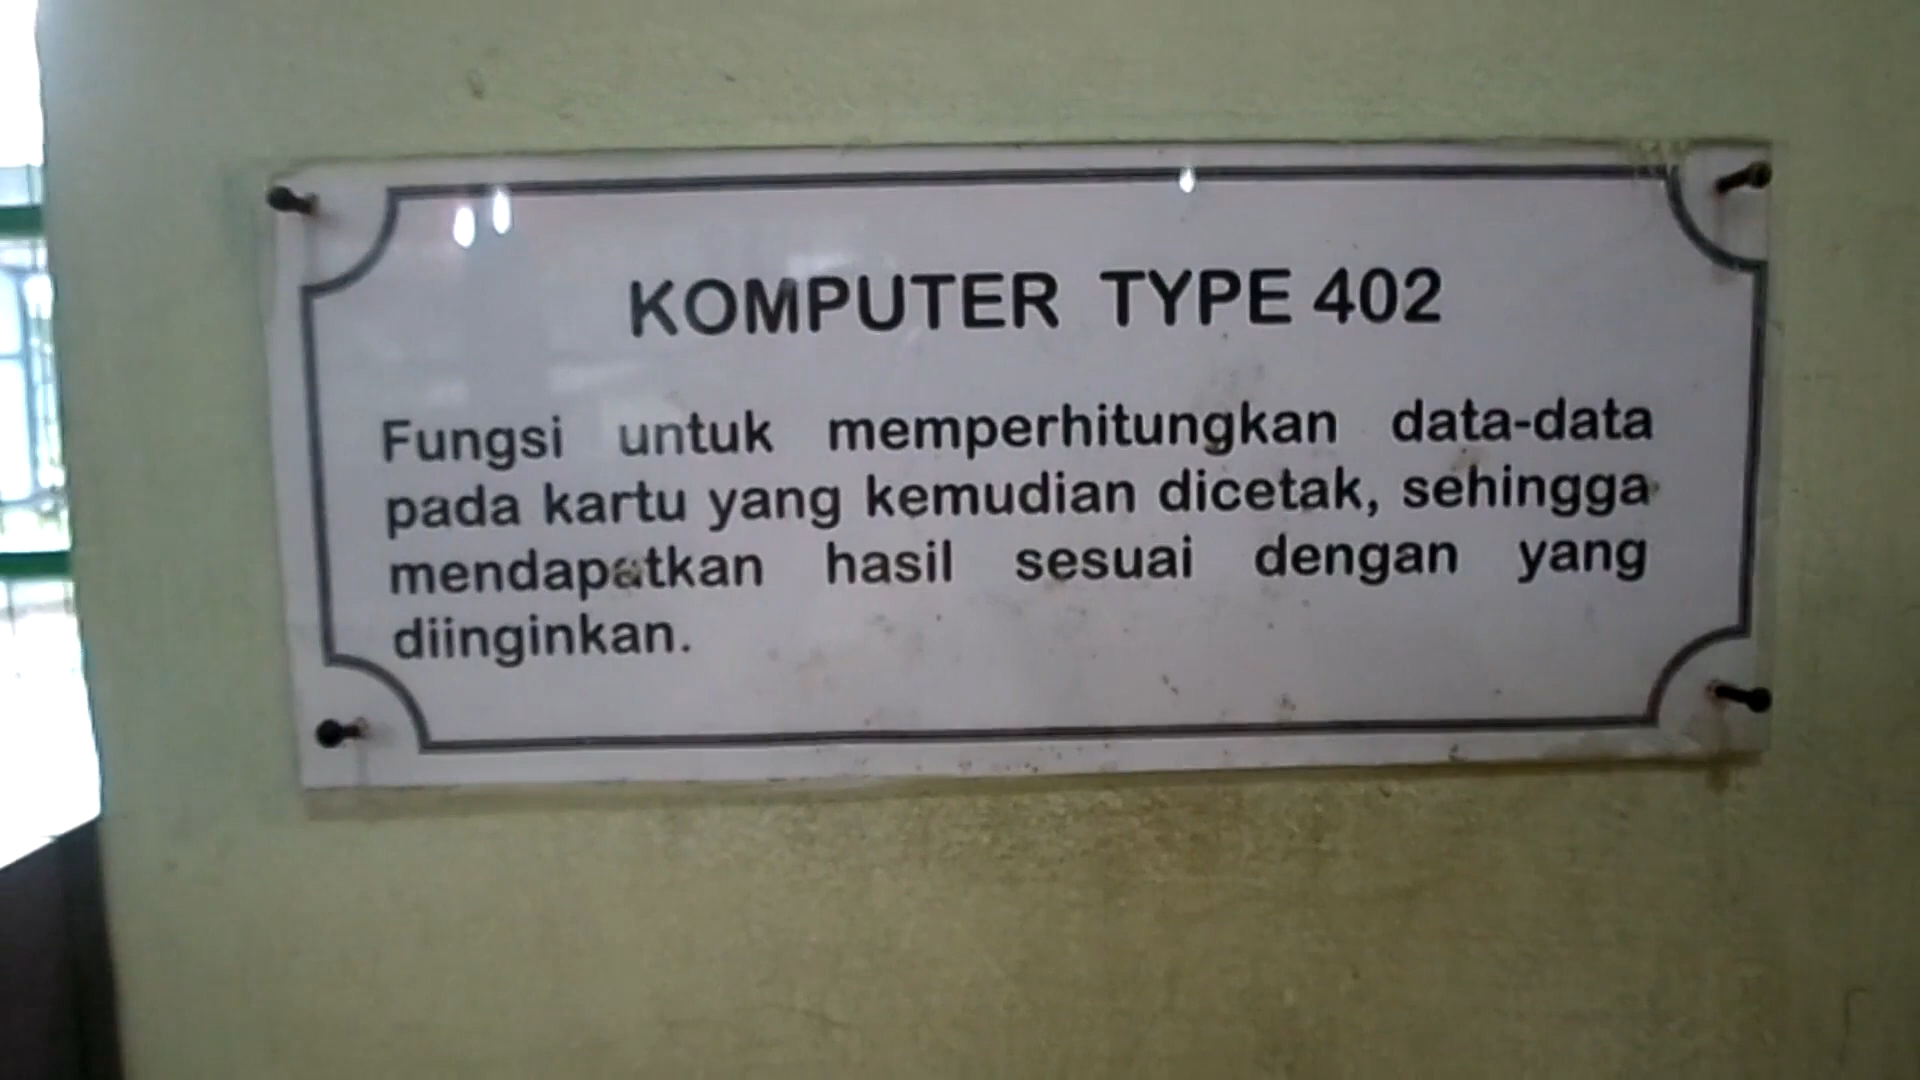 KOMPUTER TYPE 402
Fungsi untuk memperhitungkan data-data
pada kartu yang kemudian dicetak, sehingga
mendapatkan hasil sesuai dengan yang
diinginkan.